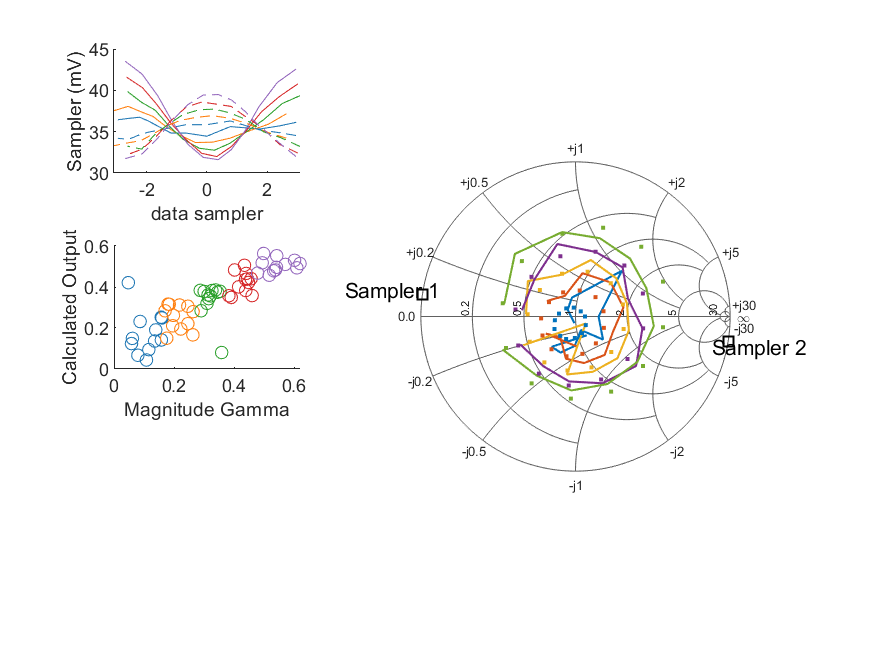 45
40
35
30
Sampler (mV)
-2
0
2
data sampler
0.6
0.4
0.2
0
Calculated Output
0
0.2
0.4
0.6
Magnitude Gamma
+j1
+j0.5
+j2
+j0.2
+j5
Sampler 1
0.2
0.5
1
2
5
30
+j30
0.0
∞
-j30
Sampler 2
-j0.2
-j5
-j0.5
-j2
-j1